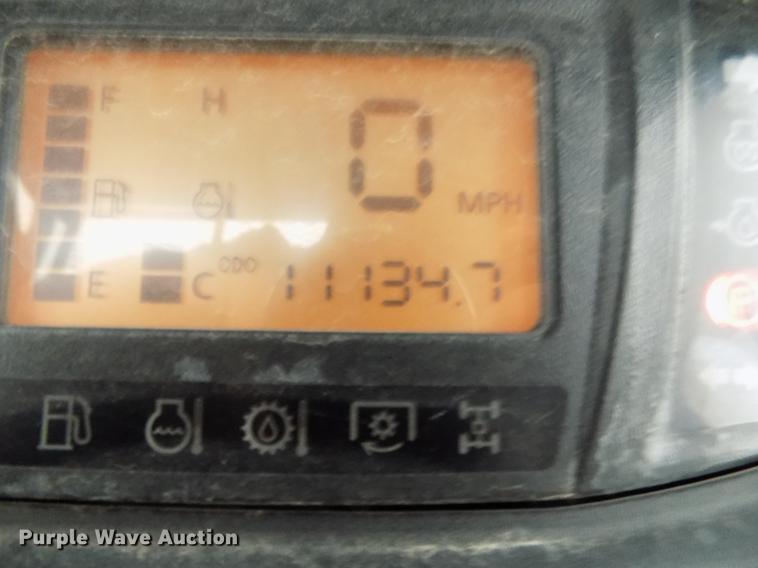 F H 0
MPH
E C ODO 11134.7
Purple Wave Auction